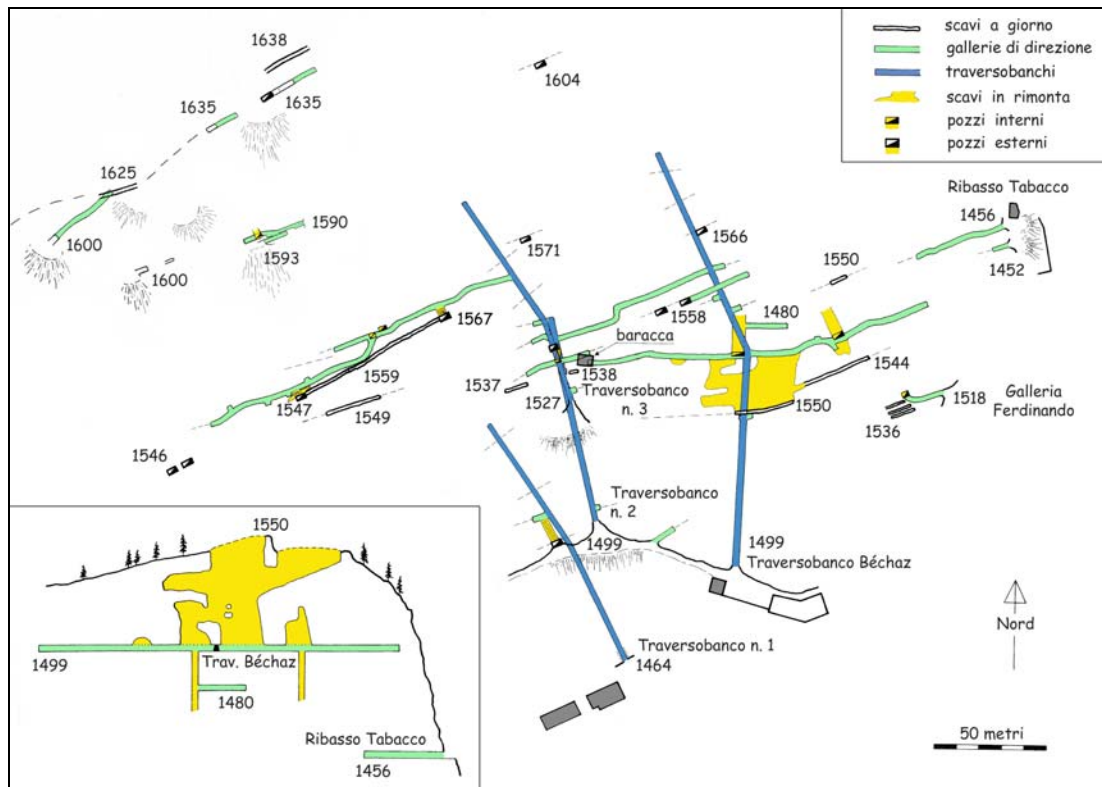 1638
1635
1635
1625
1600
1600
1590
1593
1604
scavi a giorno
gallerie di direzione
traversobanchi
scavi in rimonta
pozzi interni
pozzi esterni
Ribasso Tabacco
1456
1452
1571
1566
1550
1567
1558
1480
baracca
1559
1544
1537
1538
1547
1549
1527
Traversobanco
n. 3
1550
1518
1536
Galleria
Ferdinando
1546
Traversobanco
n. 2
1499
1499
Traversobanco Béchaz
Traversobanco n. 1
1464
Nord
50 metri
1550
1499
Trav. Béchaz
1480
Ribasso Tabacco
1456